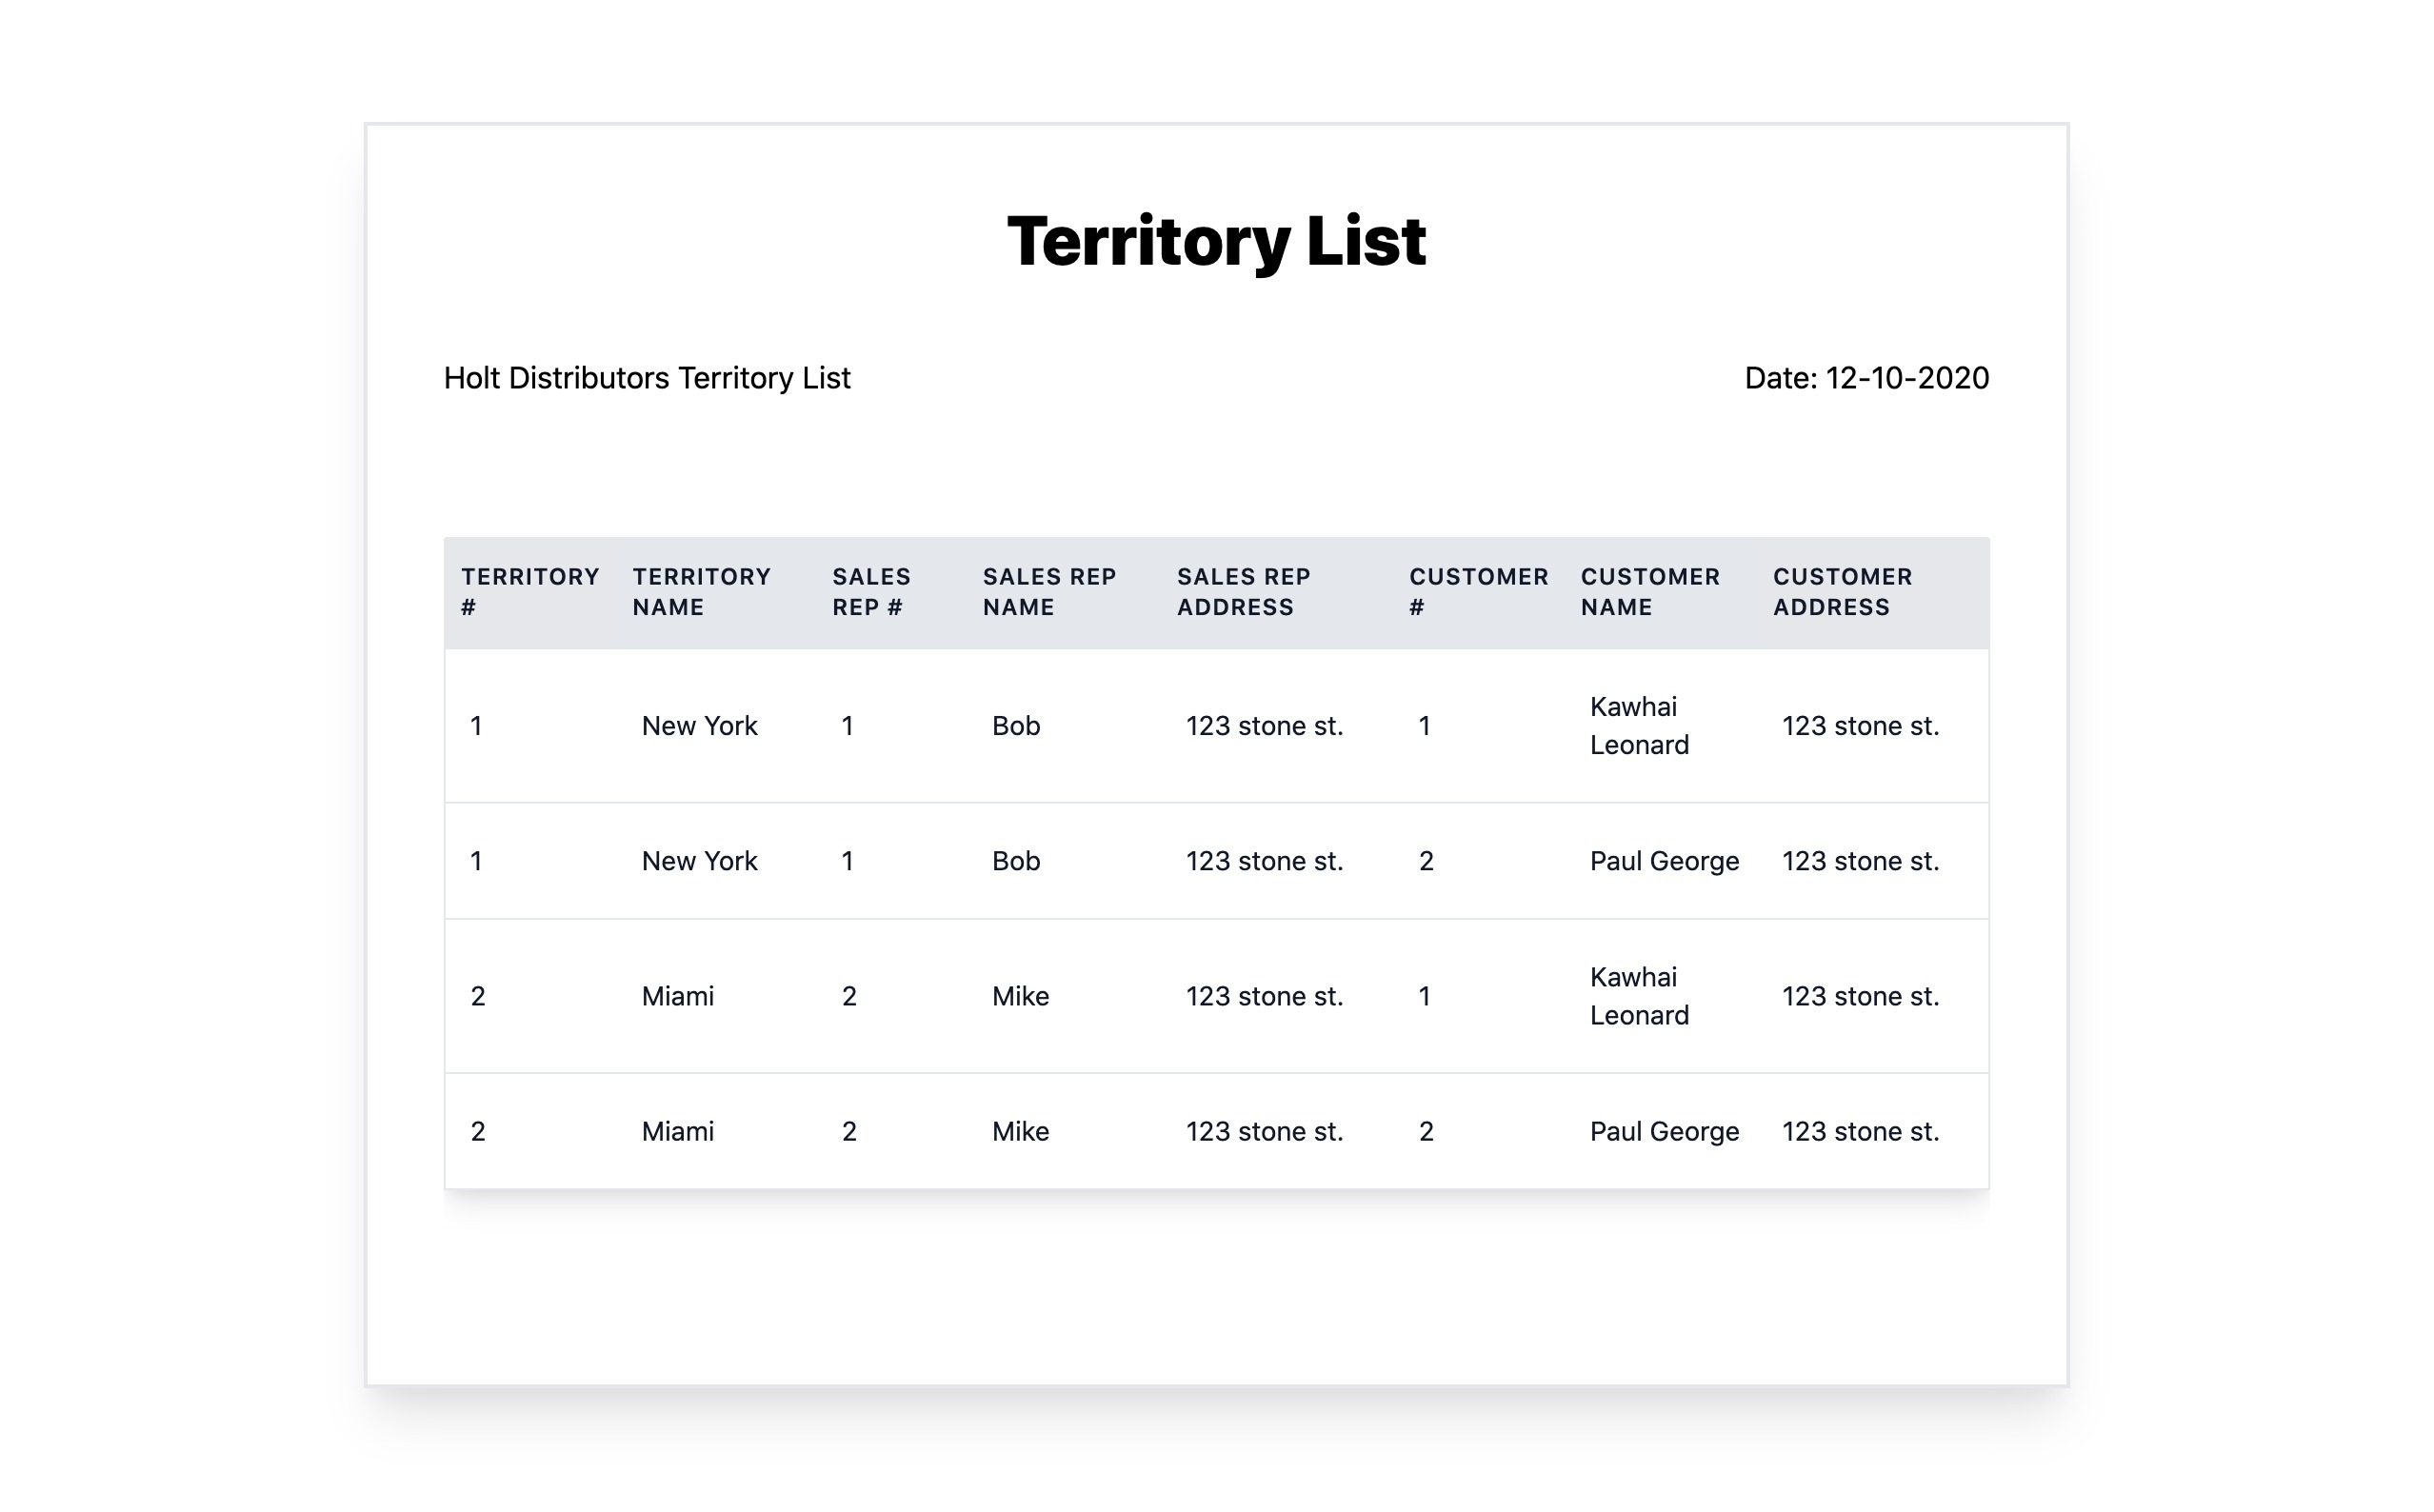 Territory List
Holt Distributors Territory List Date: 12-10-2020
TERRITORY TERRITORY SALES SALES REP SALES REP CUSTOMER CUSTOMER CUSTOMER
# NAME REP # NAME ADDRESS # NAME ADDRESS
1 New York 1 Bob 123 stone st. 1 Kawhai Leonard 123 stone st.
1 New York 1 Bob 123 stone st. 2 Paul George 123 stone st.
2 Miami 2 Mike 123 stone st. 1 Kawhai Leonard 123 stone st.
2 Miami 2 Mike 123 stone st. 2 Paul George 123 stone st.